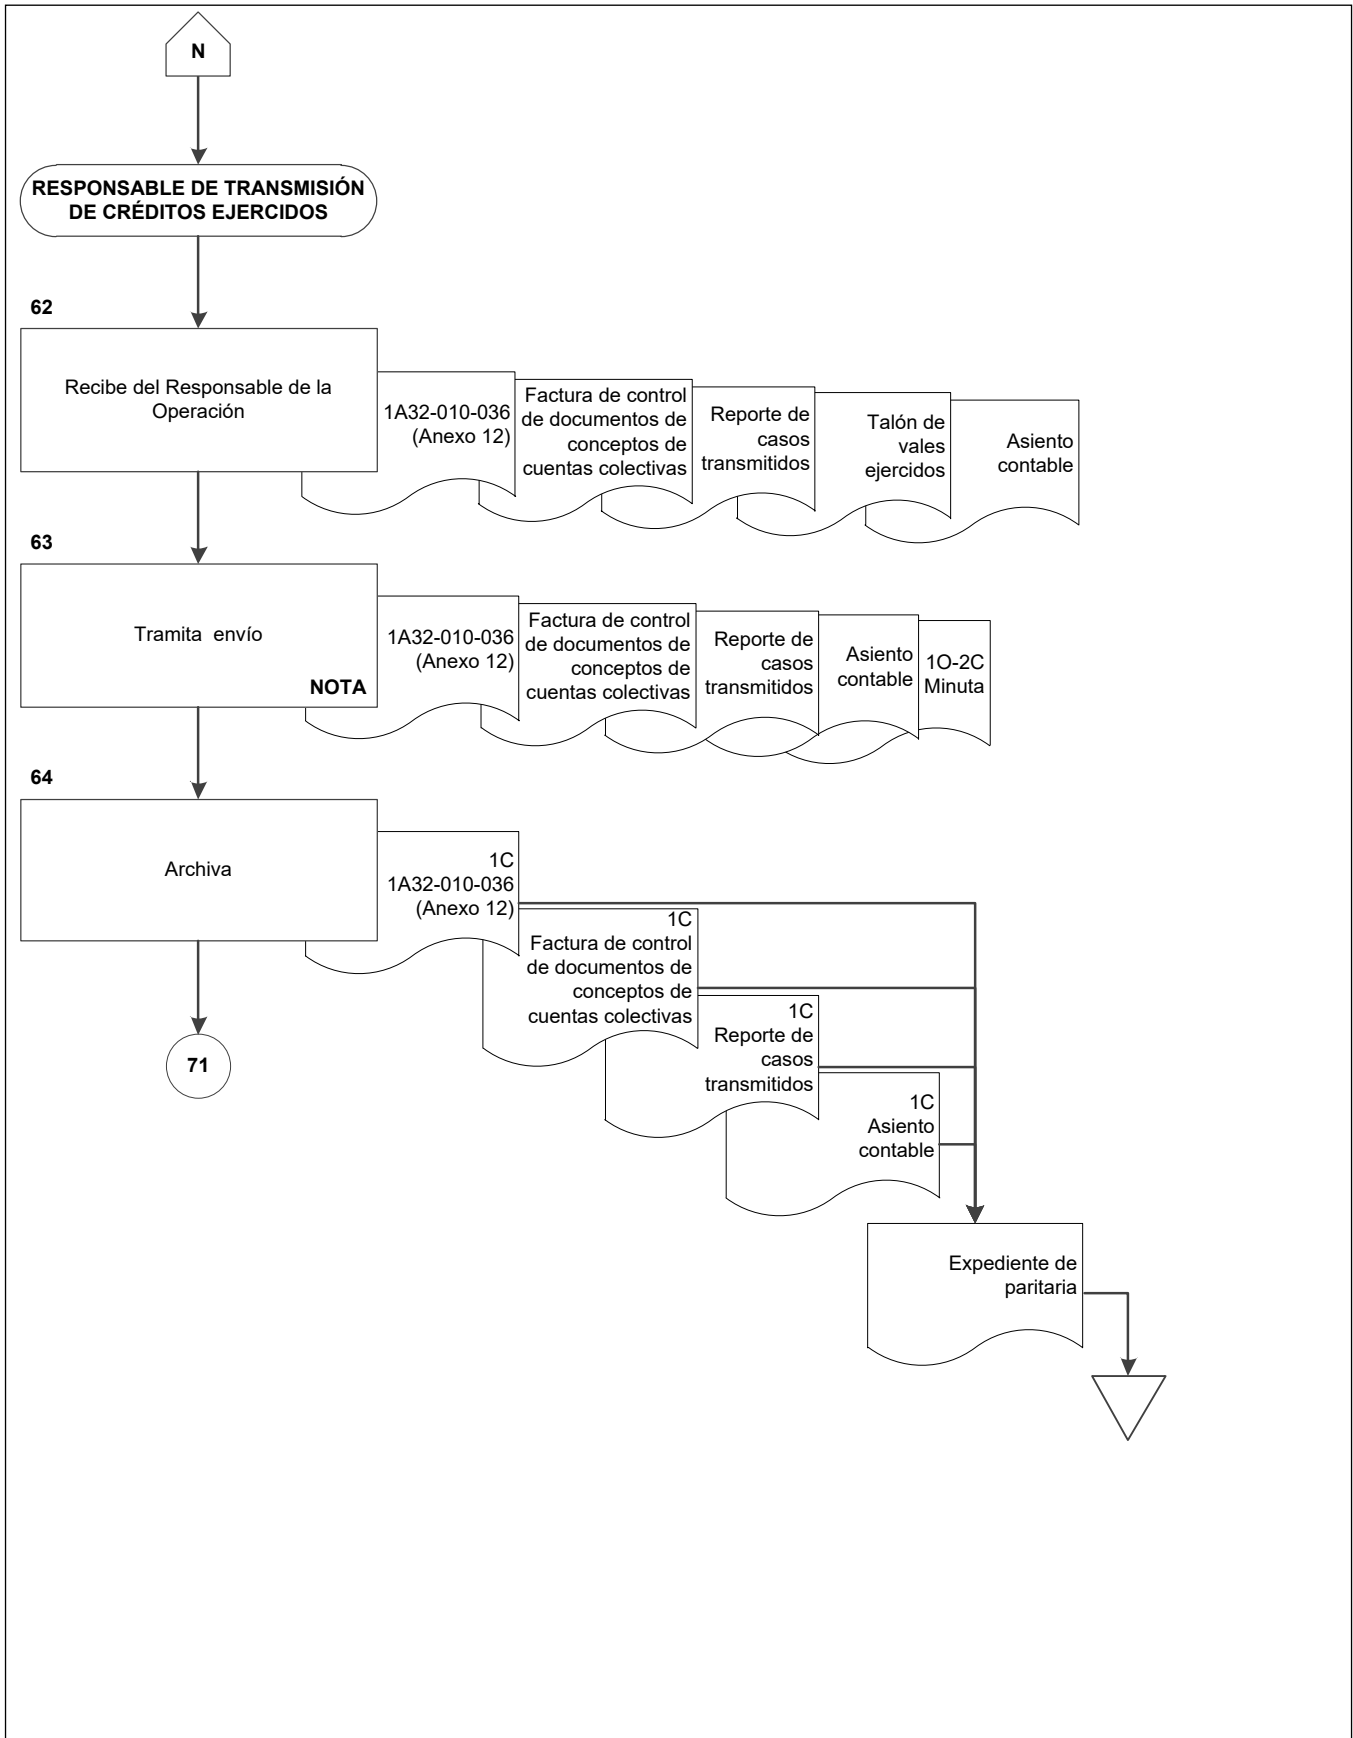 N
RESPONSABLE DE TRANSMISIÓN
DE CRÉDITOS EJERCIDOS
62
Recibe del Responsable de la
Operación
1A32-010-036
(Anexo 12)
Factura de control
de documentos de
conceptos de
cuentas colectivas
Reporte de
casos
transmitidos
Talón de
vales
ejercidos
Asiento
contable
63
Tramita  envío
NOTA
1A32-010-036
(Anexo 12)
Factura de control
de documentos de
conceptos de
cuentas colectivas
Reporte de
casos
transmitidos
Asiento
contable
1O-2C
Minuta
64
Archiva
1C
1A32-010-036
(Anexo 12)
1C
Factura de control
de documentos de
conceptos de
cuentas colectivas
1C
Reporte de
casos
transmitidos
1C
Asiento
contable
71
Expediente de
paritaria